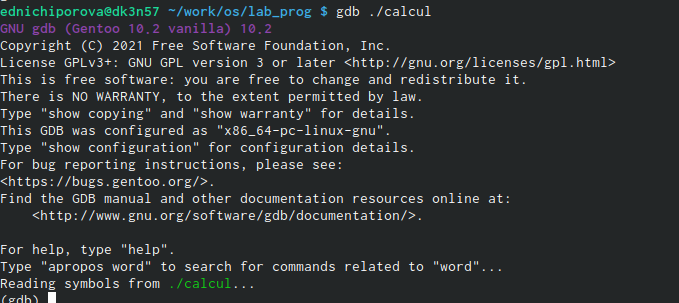 ednichiporova@dk3n57 ~/work/os/lab_prog $ gdb ./calcul
GNU gdb (Gentoo 10.2 vanilla) 10.2
Copyright (C) 2021 Free Software Foundation, Inc.
License GPLv3+: GNU GPL version 3 or later <http://gnu.org/licenses/gpl.html>
This is free software: you are free to change and redistribute it.
There is NO WARRANTY, to the extent permitted by law.
Type "show copying" and "show warranty" for details.
This GDB was configured as "x86_64-pc-linux-gnu".
Type "show configuration" for configuration details.
For bug reporting instructions, please see:
<https://bugs.gentoo.org/>.
Find the GDB manual and other documentation resources online at:
    <http://www.gnu.org/software/gdb/documentation/>.

For help, type "help".
Type "apropos word" to search for commands related to "word"...
Reading symbols from ./calcul...
(gdb)